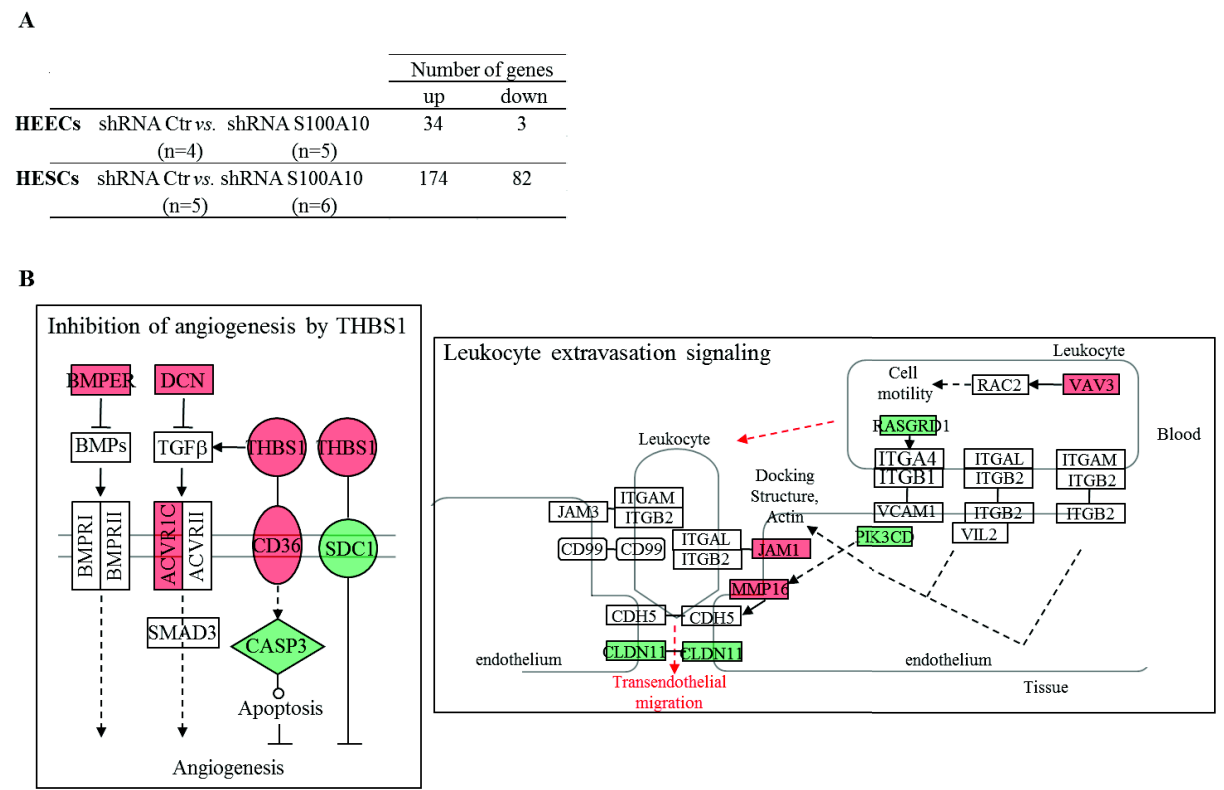 A
Number of genes
up down
HEECs shRNA Ctr vs. shRNA S100A10 34 3
(n=4) (n=5)
HESCs shRNA Ctr vs. shRNA S100A10 174 82
(n=5) (n=6)
B
Inhibition of angiogenesis by THBS1
BMPER DCN
BMPs TGFβ THBS1 THBS1
BMPRI BMPRII ACVR1C ACVRII CD36 SDC1
SMAD3 CASP3
Apoptosis
Angiogenesis
Leukocyte extravasation signaling
Leukocyte
Cell
motility
RAC2 VAV3
RASGRD1
Blood
ITGA4 ITGAL ITGAM
ITGB1 ITGB2 ITGB2
VCAM1 ITGB2 ITGB2
VIL2
PIK3CD
Leukocyte
Docking
Structure,
Actin
ITGAM
JAM3
ITGB2
CD99 CD99
ITGAL
ITGB2
JAM1
MMP16
CDH5 CDH5
CLDN11 CLDN11
endothelium endothelium
Transendothelial
migration
Tissue